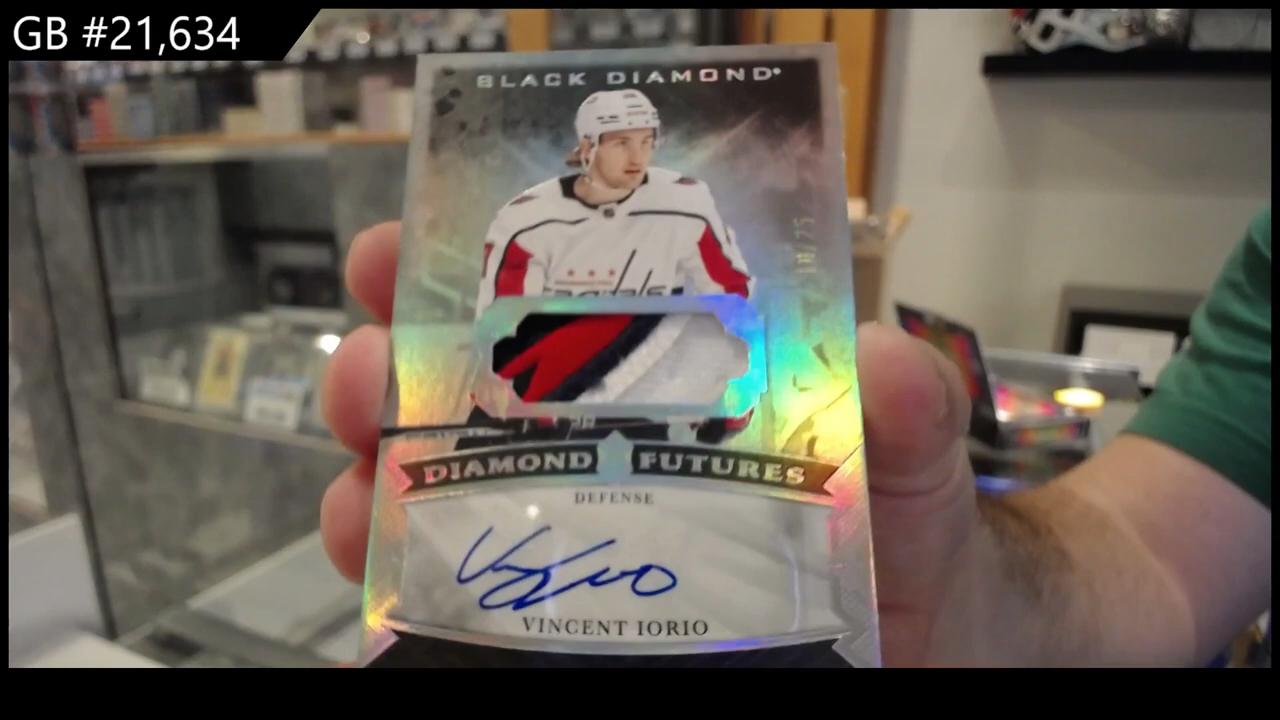 GB #21,634
BLACK DIAMOND
DIAMOND FUTURES
DEFENSE
VINCENT IORIO